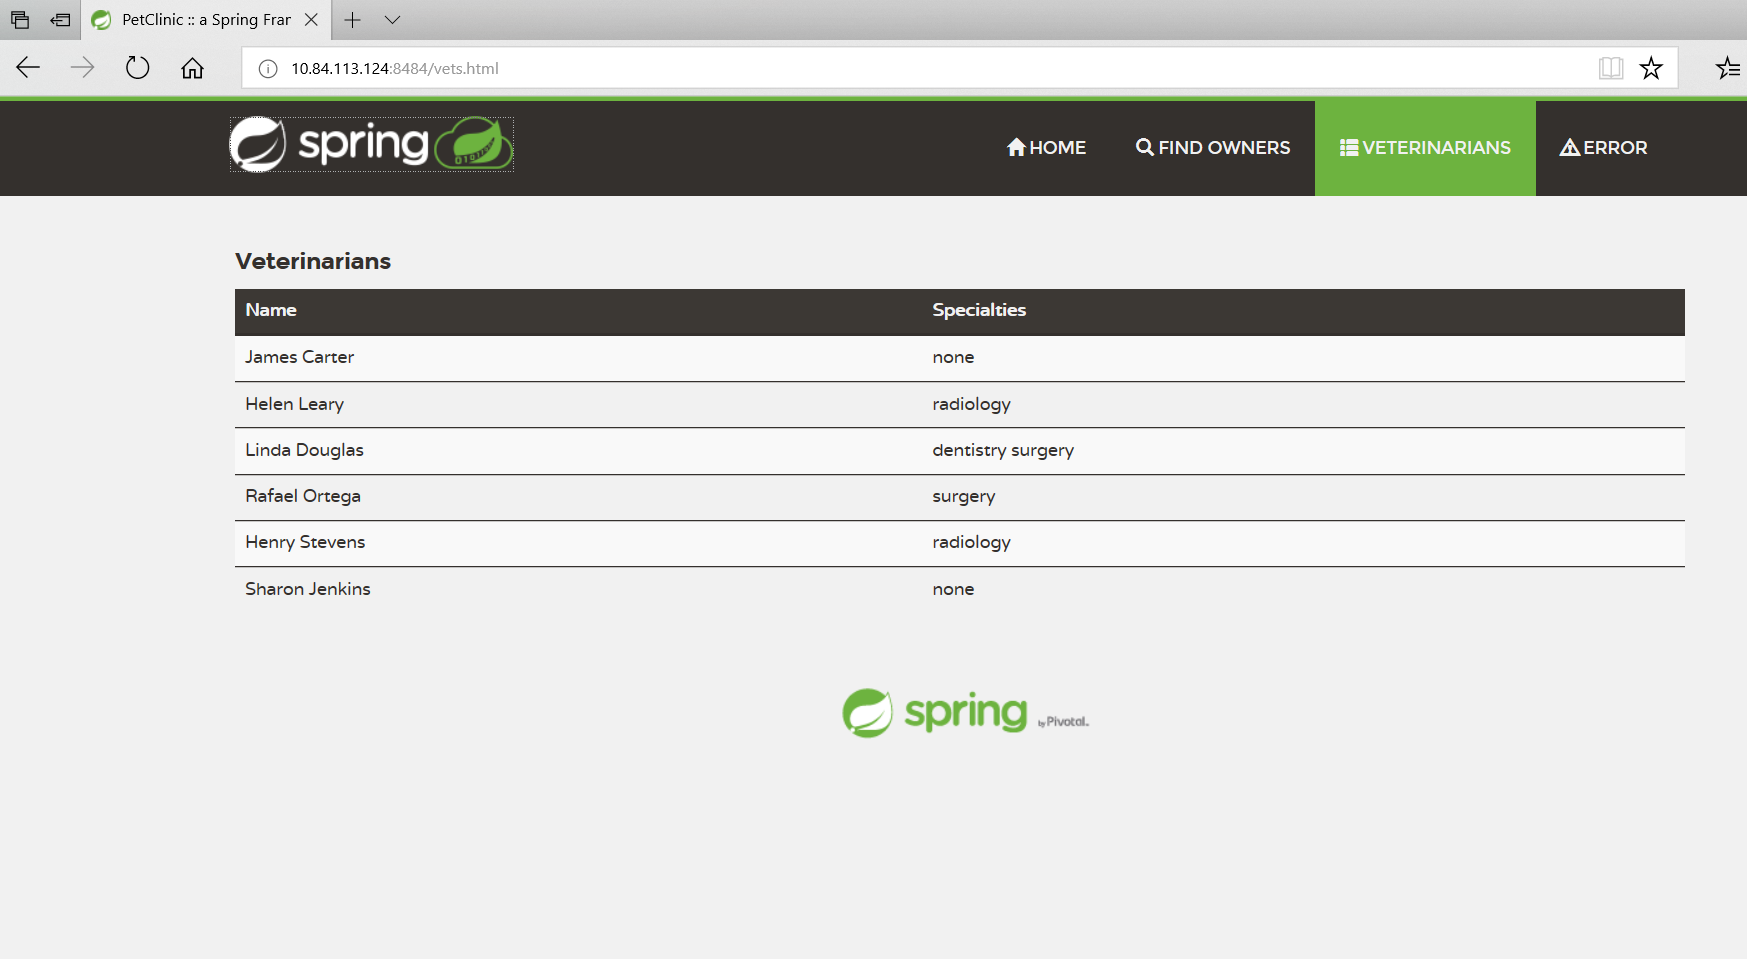 PetClinic :: a Spring Fran
10.84.113.124:8484/vets.html
spring
HOME FIND OWNERS VETERINARIANS ERROR
Veterinarians
Name Specialties
James Carter none
Helen Leary radiology
Linda Douglas dentistry surgery
Rafael Ortega surgery
Henry Stevens radiology
Sharon Jenkins none
spring by Pivotal.